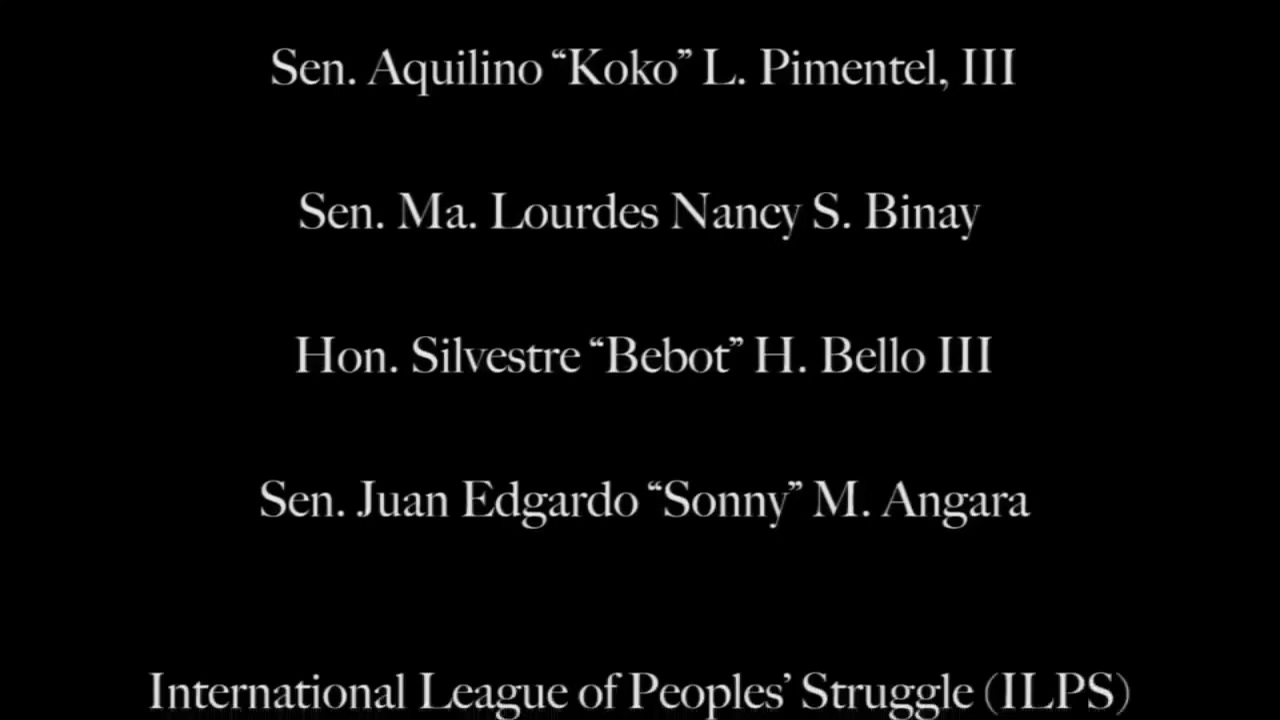 Sen. Aquilino “Koko” L. Pimentel, III
Sen. Ma. Lourdes Nancy S. Binay
Hon. Silvestre “Bebot” H. Bello III
Sen. Juan Edgardo “Sonny” M. Angara
International League of Peoples’ Struggle (ILPS)